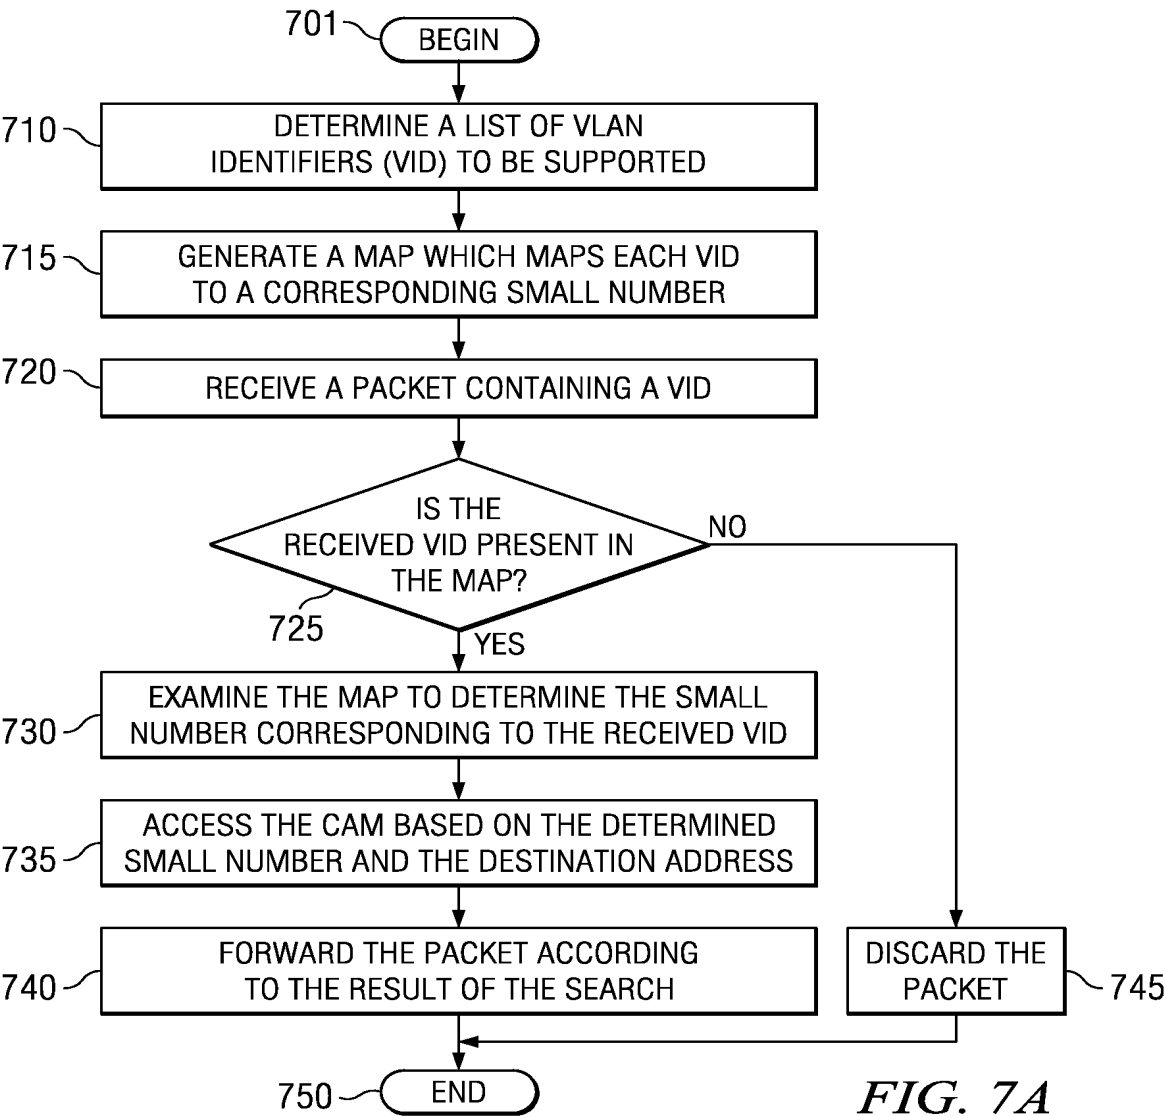 701
BEGIN
710
DETERMINE A LIST OF VLAN
IDENTIFIERS (VID) TO BE SUPPORTED
715
GENERATE A MAP WHICH MAPS EACH VID
TO A CORRESPONDING SMALL NUMBER
720
RECEIVE A PACKET CONTAINING A VID
IS THE
RECEIVED VID PRESENT IN
THE MAP?
NO
725
YES
730
EXAMINE THE MAP TO DETERMINE THE SMALL
NUMBER CORRESPONDING TO THE RECEIVED VID
735
ACCESS THE CAM BASED ON THE DETERMINED
SMALL NUMBER AND THE DESTINATION ADDRESS
740
FORWARD THE PACKET ACCORDING
TO THE RESULT OF THE SEARCH
DISCARD THE
PACKET
745
750
END
FIG. 7A